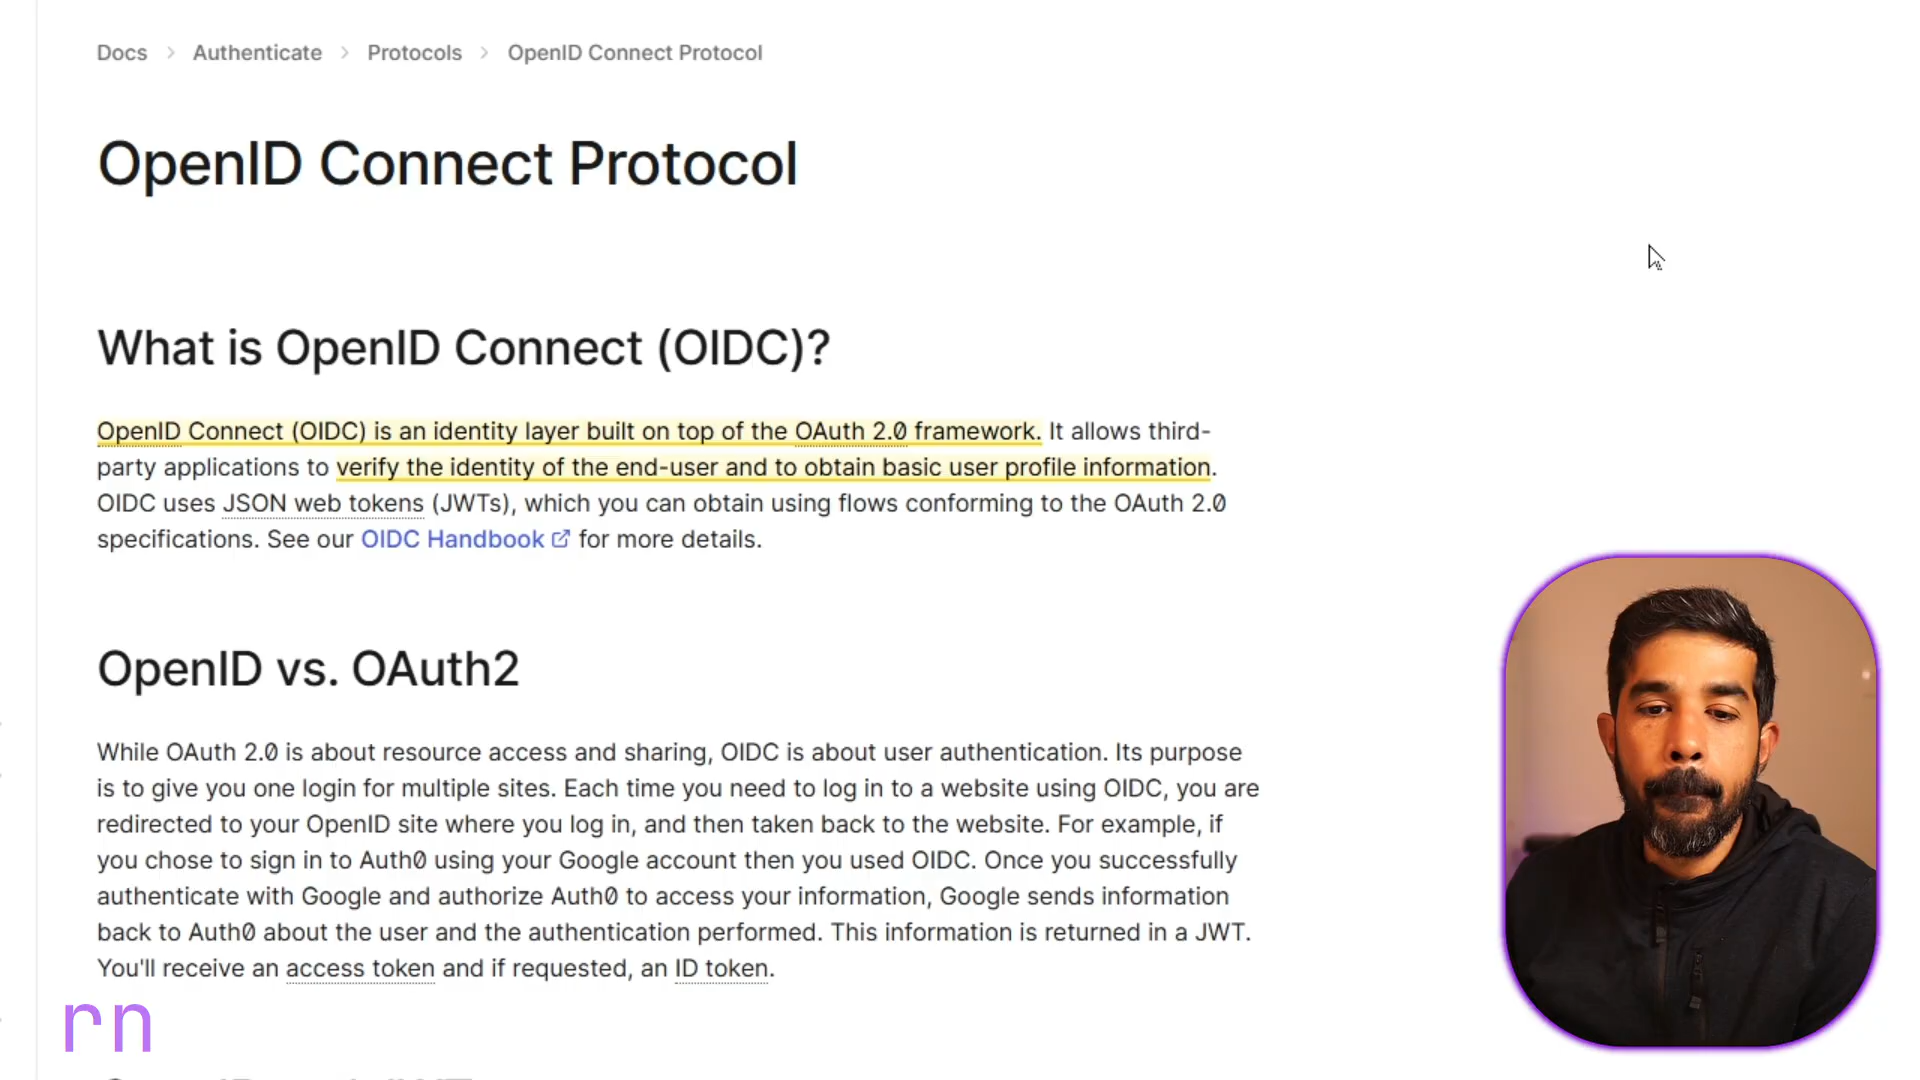 Docs > Authenticate > Protocols > OpenID Connect Protocol
OpenID Connect Protocol
What is OpenID Connect (OIDC)?
OpenID Connect (OIDC) is an identity layer built on top of the OAuth 2.0 framework. It allows third-
party applications to verify the identity of the end-user and to obtain basic user profile information.
OIDC uses JSON web tokens (JWTs), which you can obtain using flows conforming to the OAuth 2.0
specifications. See our OIDC Handbook for more details.
OpenID vs. OAuth2
While OAuth 2.0 is about resource access and sharing, OIDC is about user authentication. Its purpose
is to give you one login for multiple sites. Each time you need to log in to a website using OIDC, you are
redirected to your OpenID site where you log in, and then taken back to the website. For example, if
you chose to sign in to Auth0 using your Google account then you used OIDC. Once you successfully
authenticate with Google and authorize Auth0 to access your information, Google sends information
back to Auth0 about the user and the authentication performed. This information is returned in a JWT.
You'll receive an access token and if requested, an ID token.
rn